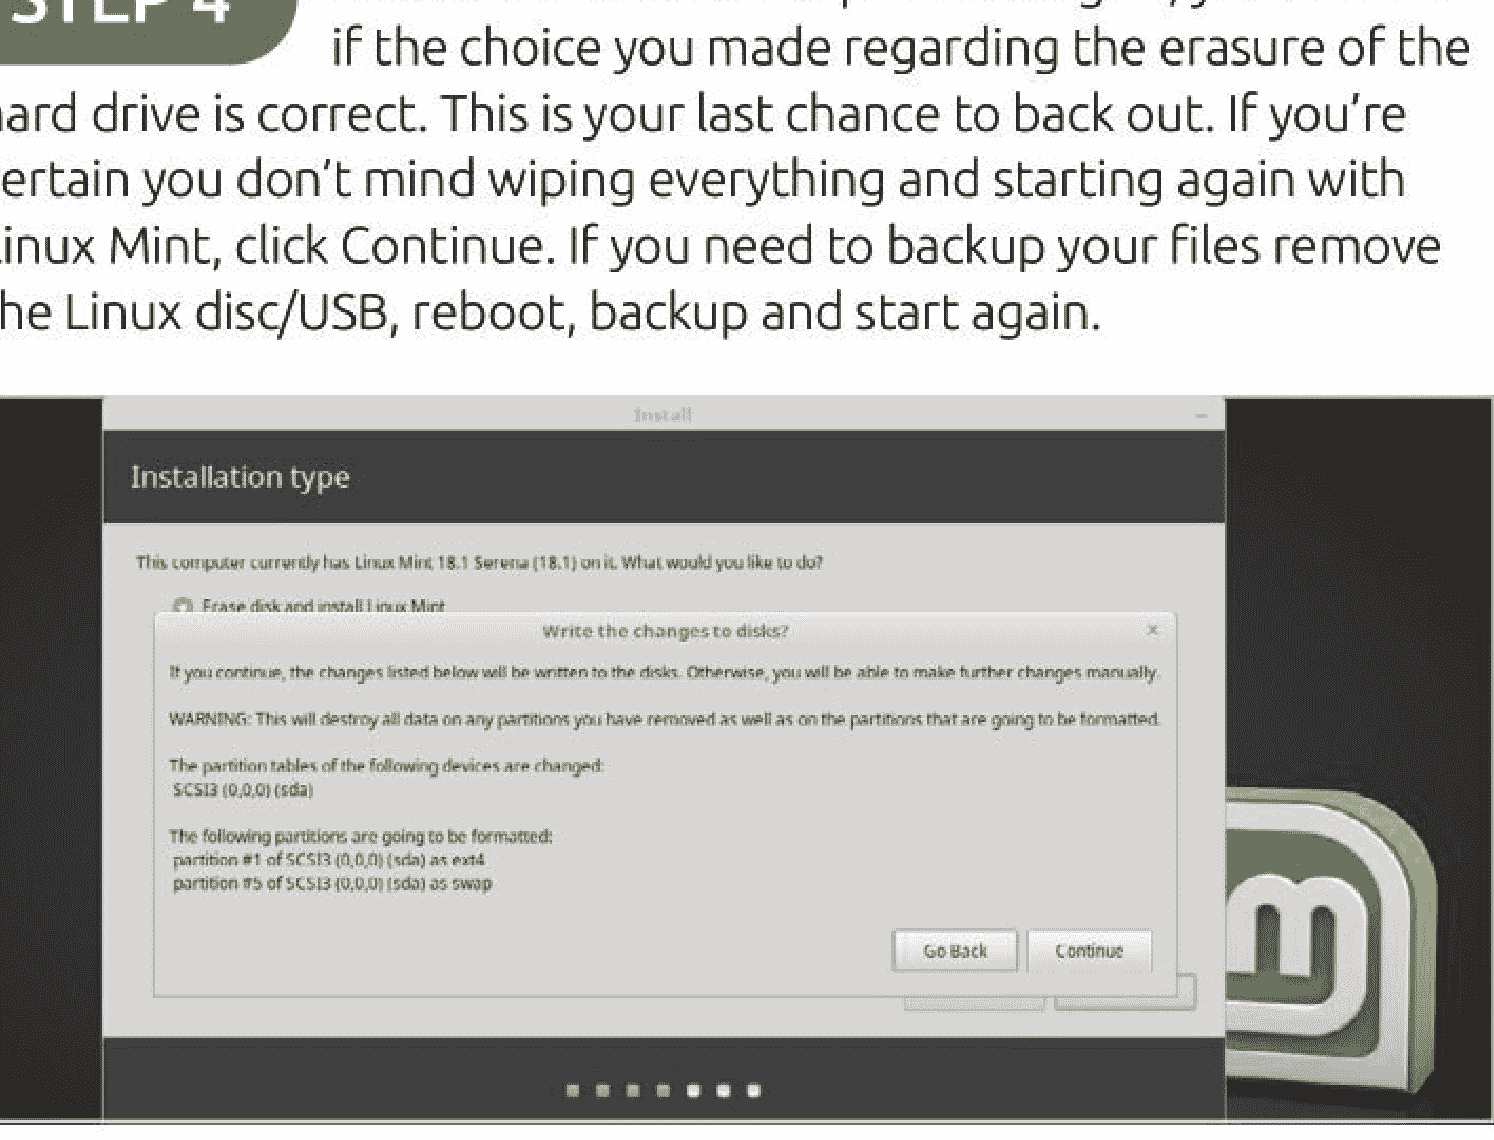 STEP 4
if the choice you made regarding the erasure of the
hard drive is correct. This is your last chance to back out. If you're
ertain you don't mind wiping everything and starting again with
Linux Mint, click Continue. If you need to backup your files remove
the Linux disc/USB, reboot, backup and start again.
Install
Installation type
This computer currently has Linux Mint 18.1 Serena (18.1) on it. What would you like to do?
Erase disk and install Linux Mint
Write the changes to disks?
If you continue, the changes listed below will be written to the disks. Otherwise, you will be able to make further changes manually.
WARNING: This will destroy all data on any partitions you have removed as well as on the partitions that are going to be formatted.
The partition tables of the following devices are changed:
SCSI3 (0,0,0) (sda)
The following partitions are going to be formatted:
partition #1 of SCSI3 (0,0,0) (sda) as ext4
partition #5 of SCSI3 (0,0,0) (sda) as swap
Go Back
Continue